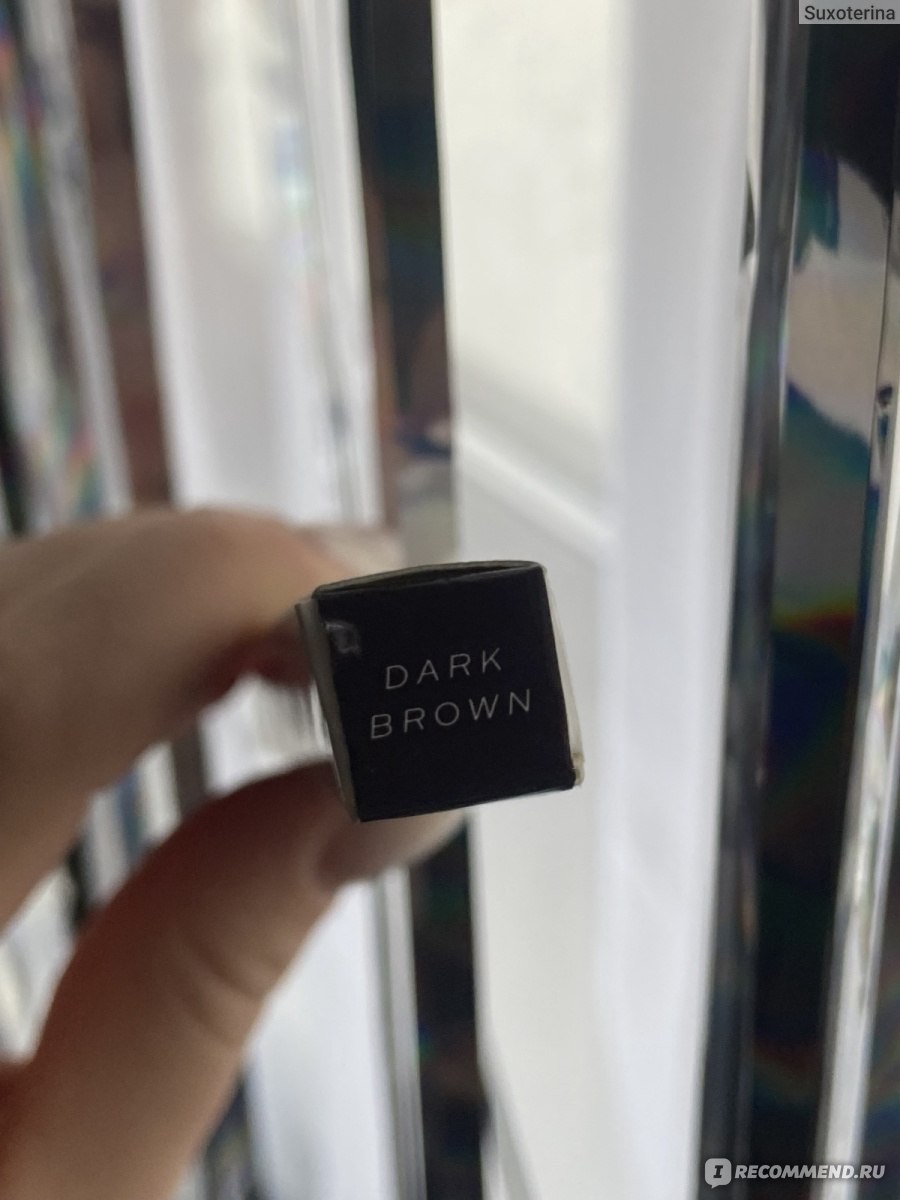 Suxoterina
DARK
BROWN
I RECOMMEND.RU